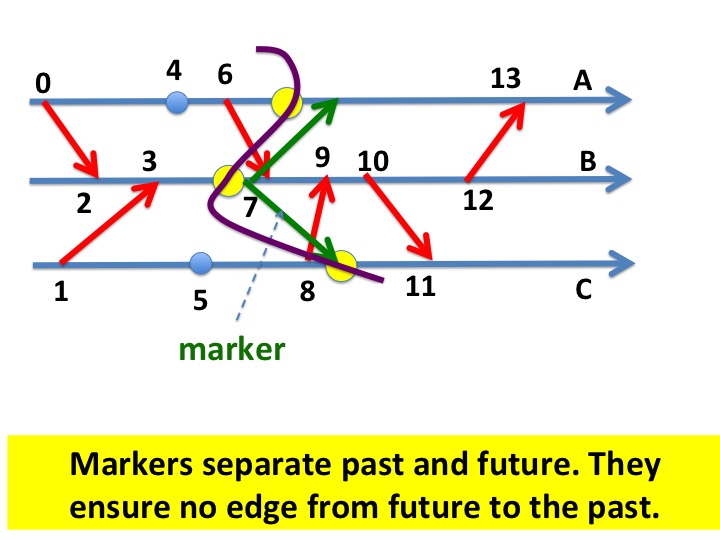 0
4
6
13
A
3
9
10
B
2
7
12
1
5
8
11
C
marker
Markers separate past and future. They
ensure no edge from future to the past.